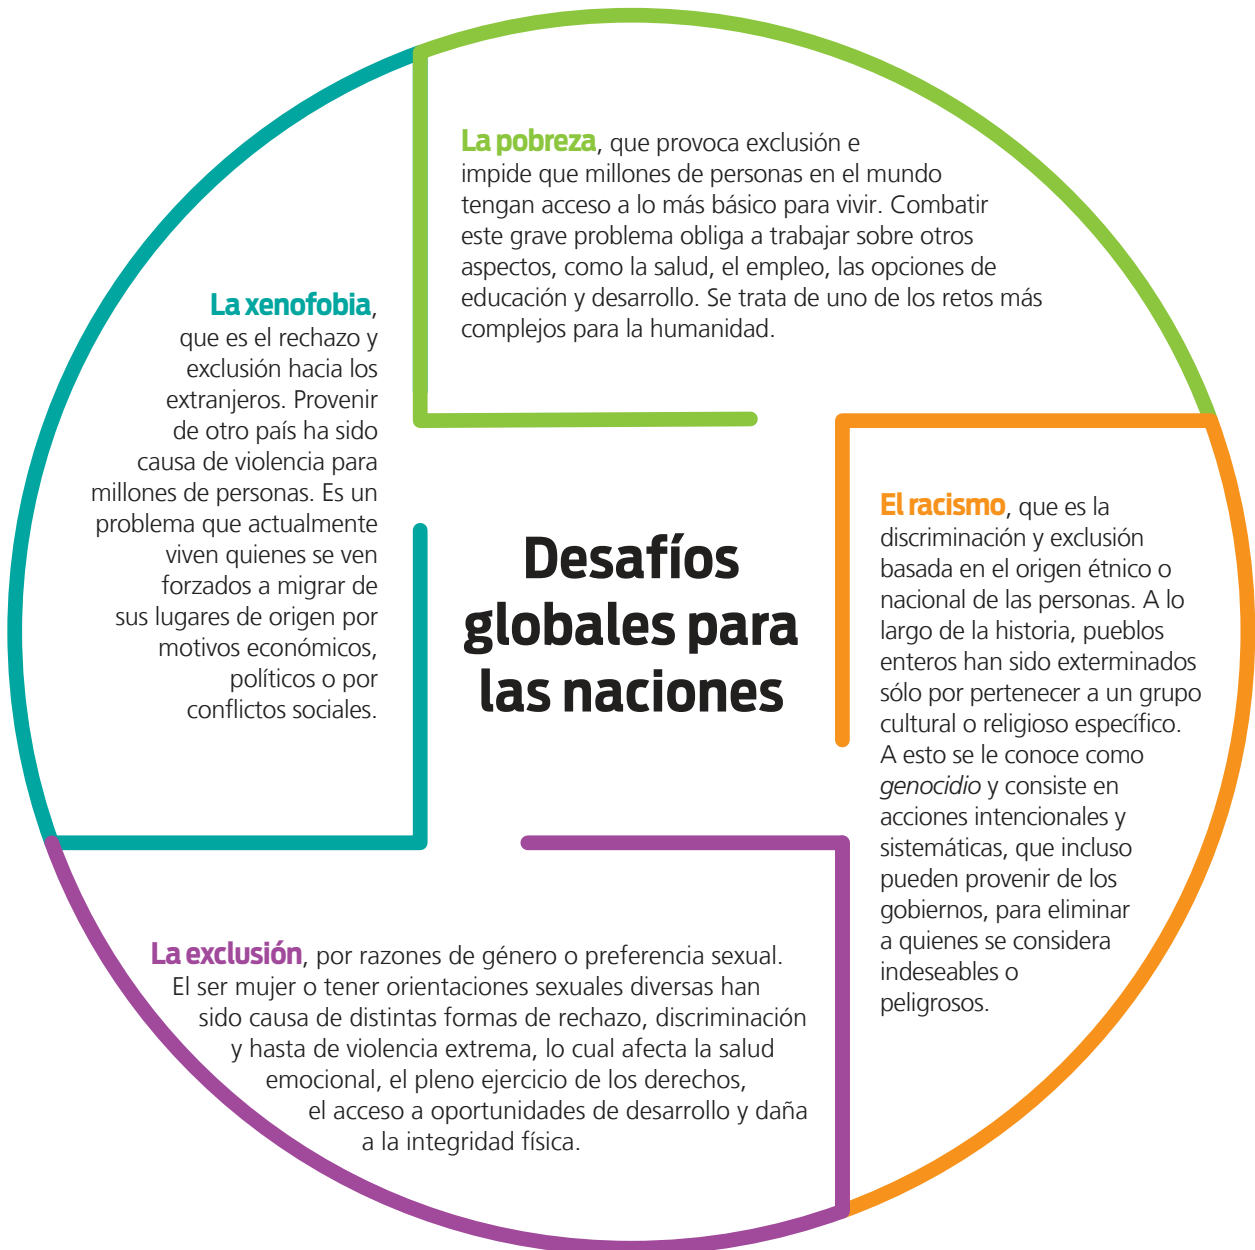 La pobreza, que provoca exclusión e
impide que millones de personas en el mundo
tengan acceso a lo más básico para vivir. Combatir
este grave problema obliga a trabajar sobre otros
aspectos, como la salud, el empleo, las opciones de
educación y desarrollo. Se trata de uno de los retos más
complejos para la humanidad.
La xenofobia,
que es el rechazo y
exclusión hacia los
extranjeros. Provenir
de otro país ha sido
causa de violencia para
millones de personas. Es un
problema que actualmente
viven quienes se ven
forzados a migrar de
sus lugares de origen por
motivos económicos,
políticos o por
conflictos sociales.
Desafíos
globales para
las naciones
El racismo, que es la
discriminación y exclusión
basada en el origen étnico o
nacional de las personas. A lo
largo de la historia, pueblos
enteros han sido exterminados
sólo por pertenecer a un grupo
cultural o religioso específico.
A esto se le conoce como
genocidio y consiste en
acciones intencionales y
sistemáticas, que incluso
pueden provenir de los
gobiernos, para eliminar
a quienes se considera
indeseables o
peligrosos.
La exclusión, por razones de género o preferencia sexual.
El ser mujer o tener orientaciones sexuales diversas han
sido causa de distintas formas de rechazo, discriminación
y hasta de violencia extrema, lo cual afecta la salud
emocional, el pleno ejercicio de los derechos,
el acceso a oportunidades de desarrollo y daña
a la integridad física.